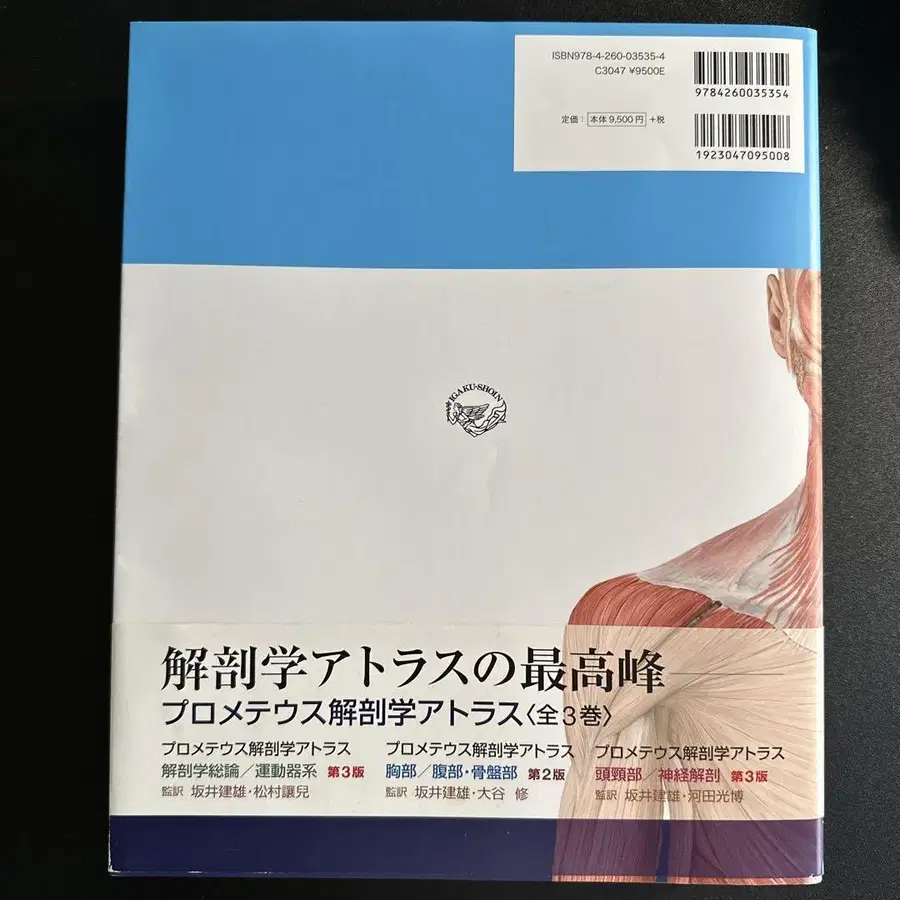 ISBN978-4-260-03535-4
C3047 ¥9500E
9784260035354
定価：本体 9,500 円 +税
1923047095008
IGAKU-SHOIN
解剖学アトラスの最高峰
プロメテウス解剖学アトラス〈全3巻〉
プロメテウス解剖学アトラス
解剖学総論／運動器系 第3版
監訳 坂井建雄・松村讓兒
プロメテウス解剖学アトラス
胸部／腹部・骨盤部 第2版
監訳 坂井建雄・大谷 修
プロメテウス解剖学アトラス
頭頸部／神経解剖 第3版
監訳 坂井建雄・河田光博